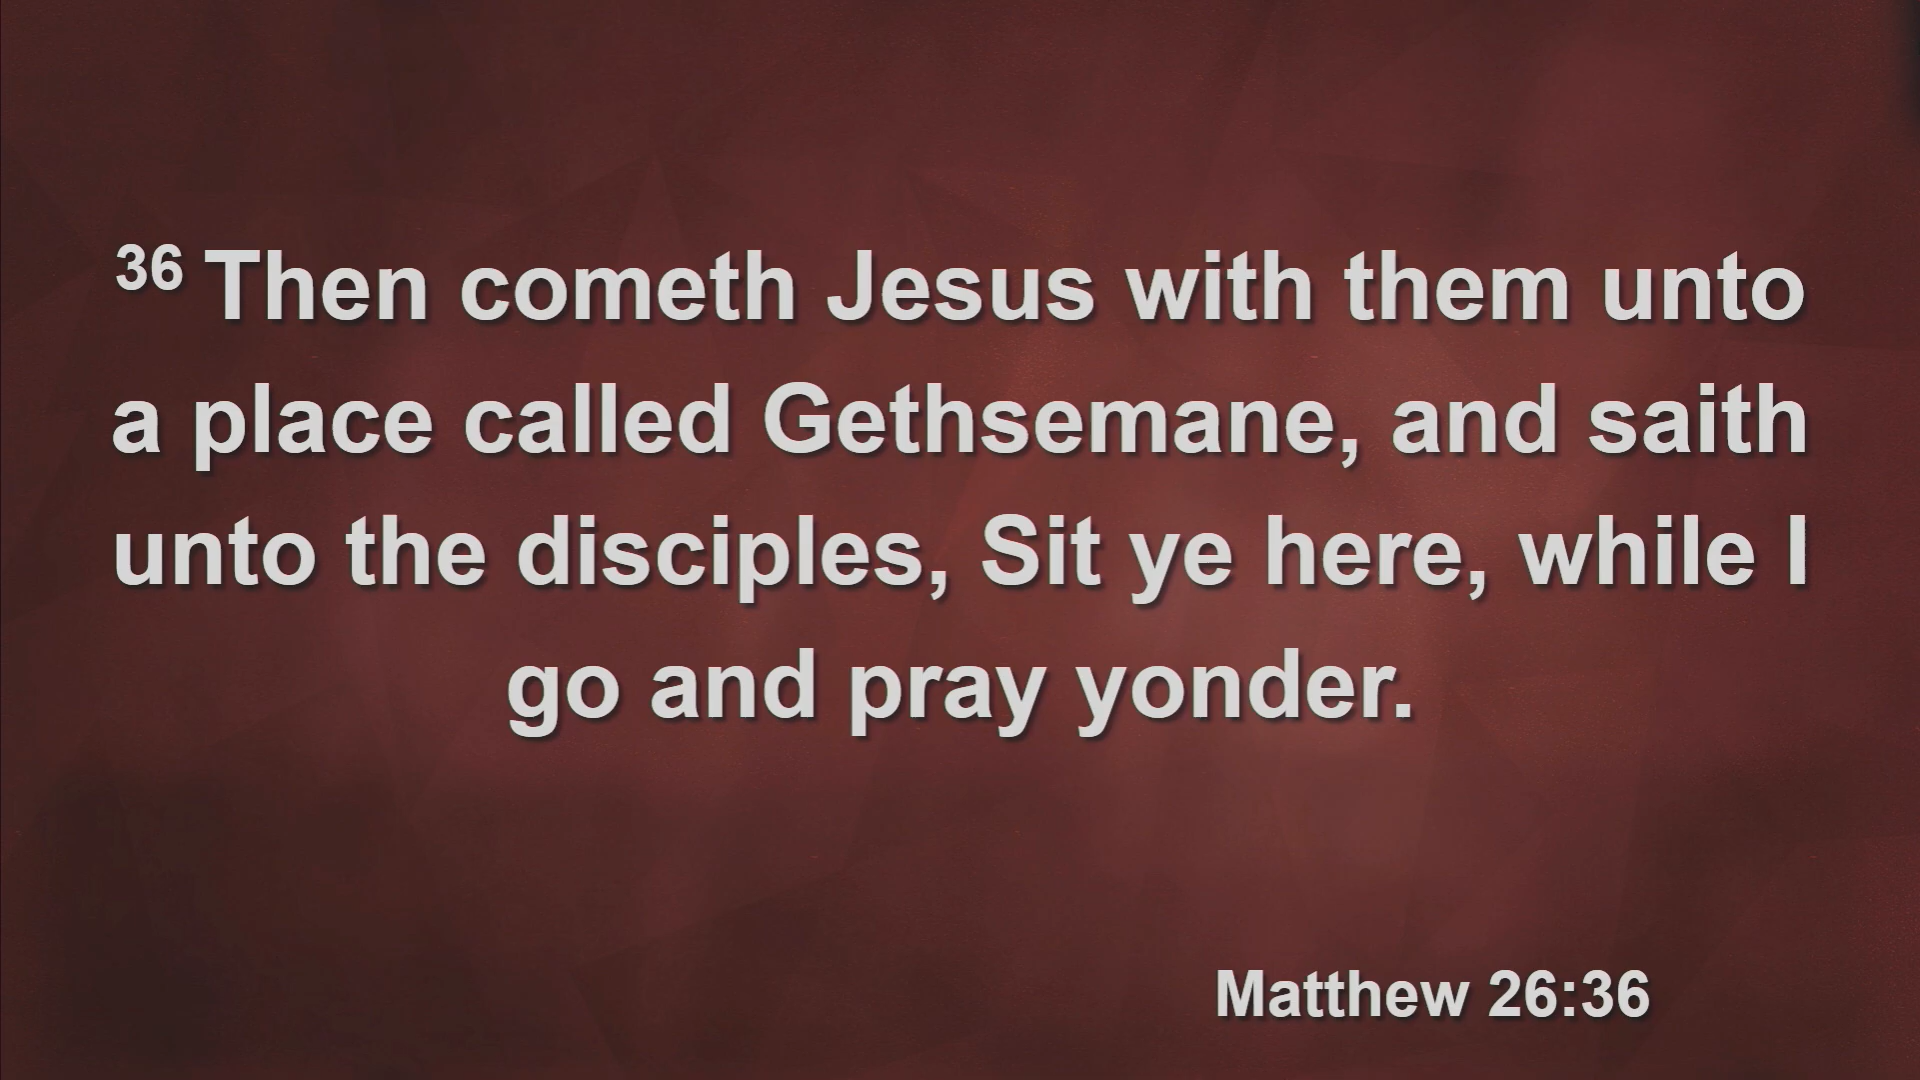 36 Then cometh Jesus with them unto
a place called Gethsemane, and saith
unto the disciples, Sit ye here, while I
go and pray yonder.
Matthew 26:36